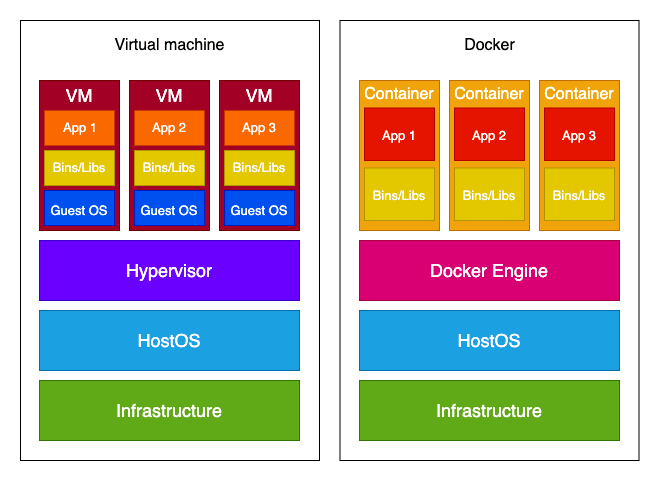 Virtual machine
VM VM VM
App 1 App 2 App 3
Bins/Libs Bins/Libs Bins/Libs
Guest OS Guest OS Guest OS
Hypervisor
HostOS
Infrastructure
Docker
Container Container Container
App 1 App 2 App 3
Bins/Libs Bins/Libs Bins/Libs
Docker Engine
HostOS
Infrastructure